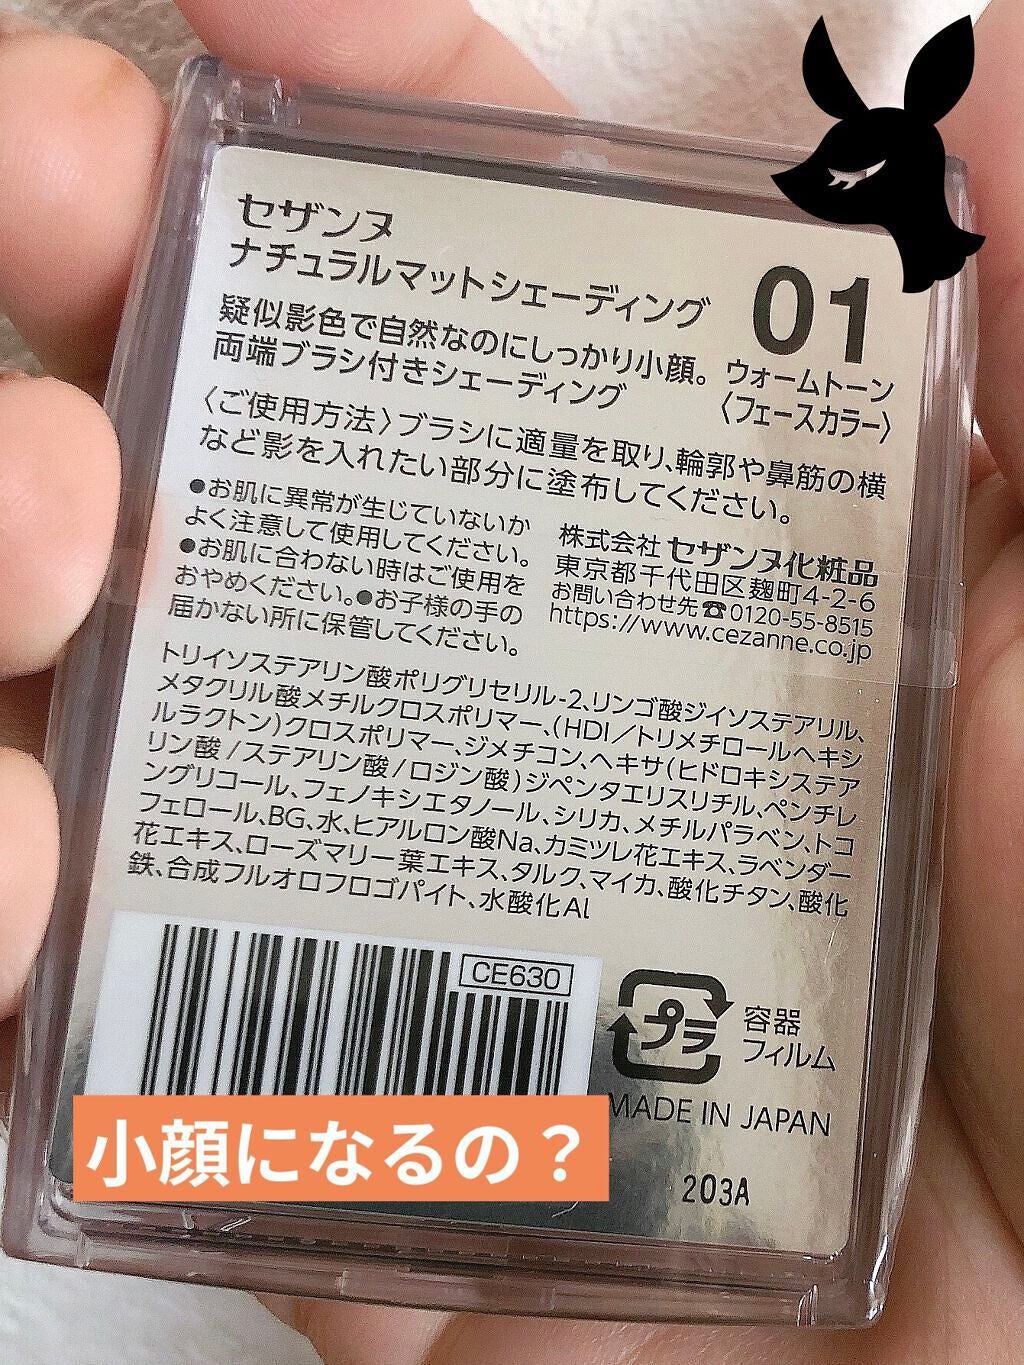 セザンヌ
ナチュラルマットシェーディング
01
ウォームトーン
〈フェースカラー〉
疑似影色で自然なのにしっかり小顔。
両端ブラシ付きシェーディング
〈ご使用方法〉ブラシに適量を取り、輪郭や鼻筋の横
など影を入れたい部分に塗布してください。
●お肌に異常が生じていないか
よく注意して使用してください。
●お肌に合わない時はご使用を
おやめください。●お子様の手の
届かない所に保管してください。
株式会社 セザンヌ化粧品
東京都千代田区麹町4-2-6
お問い合わせ先☎0120-55-8515
https://www.cezanne.co.jp
トリイソステアリン酸ポリグリセリル-2、リンゴ酸ジイソステアリル、
メタクリル酸メチルクロスポリマー、(HDI/トリメチロールヘキシ
ルラクトン)クロスポリマー、ジメチコン、ヘキサ(ヒドロキシステア
リン酸/ステアリン酸/ロジン酸)ジペンタエリスリチル、ペンチレ
ングリコール、フェノキシエタノール、シリカ、メチルパラベン、トコ
フェロール、BG、水、ヒアルロン酸Na、カミツレ花エキス、ラベンダー
花エキス、ローズマリー葉エキス、タルク、マイカ、酸化チタン、酸化
鉄、合成フルオロフロゴパイト、水酸化Al
CE630
プラ
容器
フィルム
MADE IN JAPAN
203A
小顔になるの？